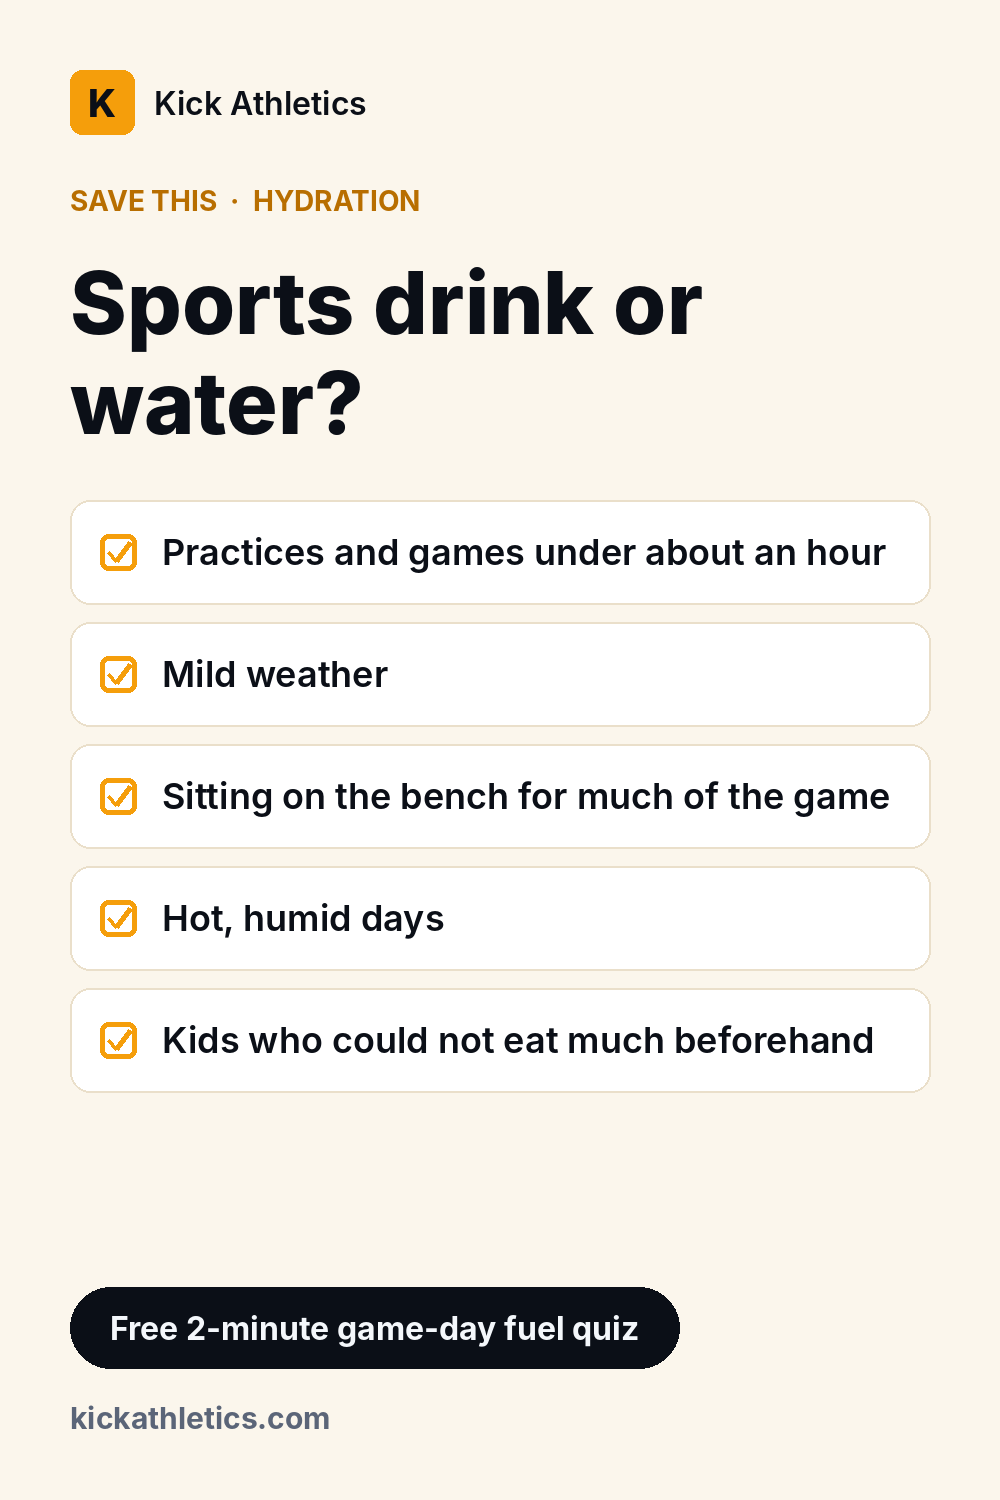 K
Kick Athletics
SAVE THIS · HYDRATION
Sports drink or
water?
Practices and games under about an hour
Mild weather
Sitting on the bench for much of the game
Hot, humid days
Kids who could not eat much beforehand
Free 2-minute game-day fuel quiz
kickathletics.com